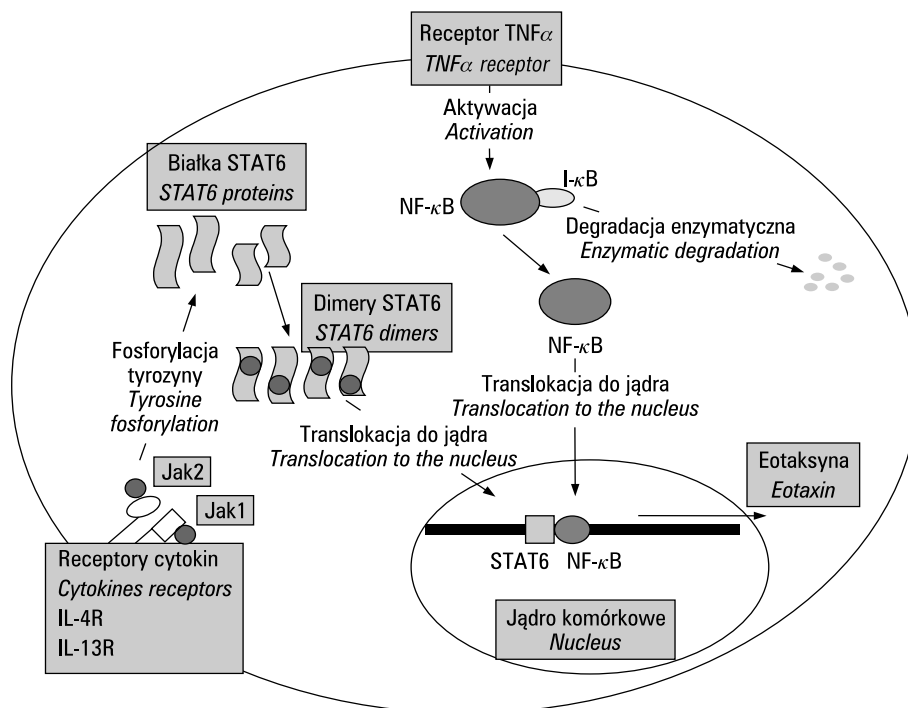 Receptor TNFα
TNFα receptor
Aktywacja
Activation
Białka STAT6
STAT6 proteins
I-κB
NF-κB
Degradacja enzymatyczna
Enzymatic degradation
Dimery STAT6
STAT6 dimers
NF-κB
Fosforylacja
tyrozyny
Tyrosine
fosforylation
Translokacja do jądra
Translocation to the nucleus
Translokacja do jądra
Translocation to the nucleus
Eotaksyna
Eotaxin
Jak2
Jak1
STAT6
NF-κB
Receptory cytokin
Cytokines receptors
IL-4R
IL-13R
Jądro komórkowe
Nucleus